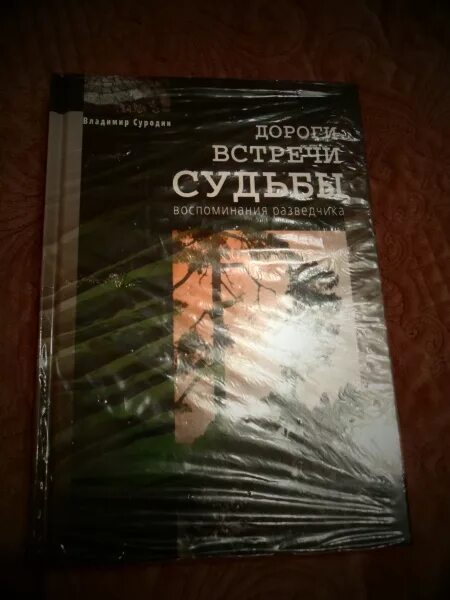 Владимир Суродин
ДОРОГИ
ВСТРЕЧИ
СУДЬБЫ
воспоминания разведчика